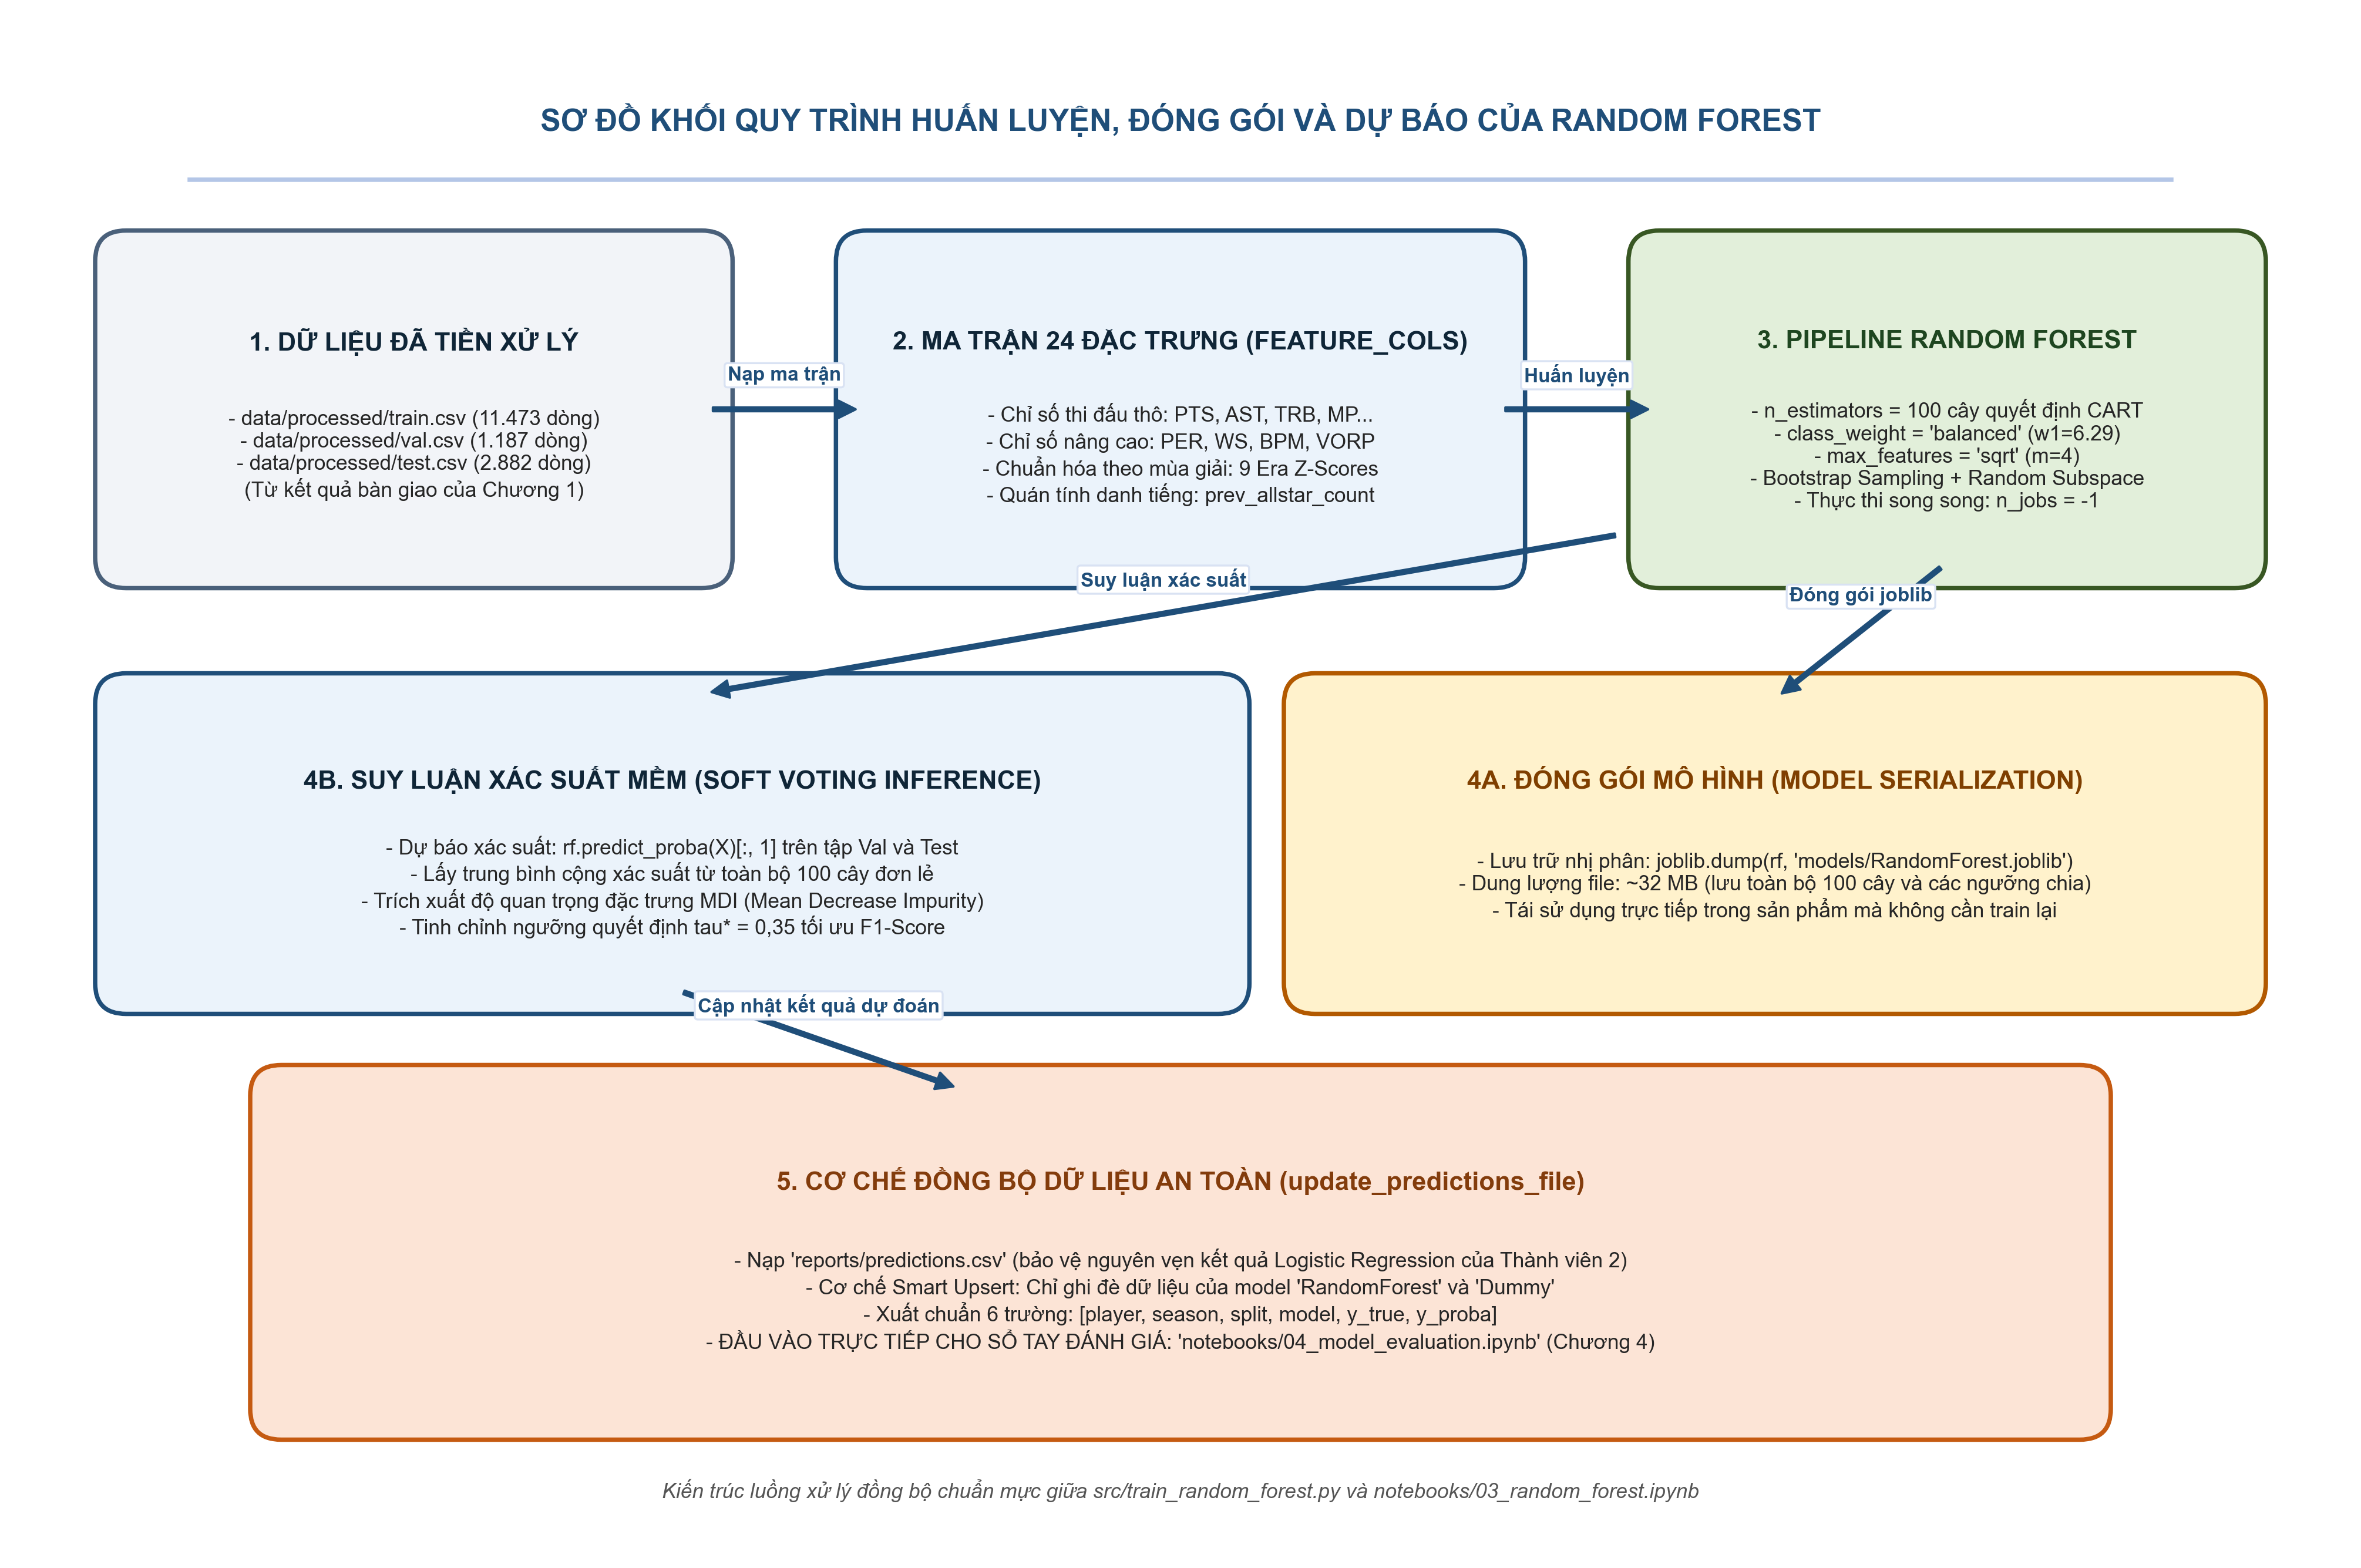 SƠ ĐỒ KHỐI QUY TRÌNH HUẤN LUYỆN, ĐÓNG GÓI VÀ DỰ BÁO CỦA RANDOM FOREST
1. DỮ LIỆU ĐÃ TIỀN XỬ LÝ
- data/processed/train.csv (11.473 dòng)
- data/processed/val.csv (1.187 dòng)
- data/processed/test.csv (2.882 dòng)
(Từ kết quả bàn giao của Chương 1)
Nạp ma trận
2. MA TRẬN 24 ĐẶC TRƯNG (FEATURE_COLS)
- Chỉ số thi đấu thô: PTS, AST, TRB, MP...
- Chỉ số nâng cao: PER, WS, BPM, VORP
- Chuẩn hóa theo mùa giải: 9 Era Z-Scores
- Quán tính danh tiếng: prev_allstar_count
Huấn luyện
3. PIPELINE RANDOM FOREST
- n_estimators = 100 cây quyết định CART
- class_weight = 'balanced' (w1=6.29)
- max_features = 'sqrt' (m=4)
- Bootstrap Sampling + Random Subspace
- Thực thi song song: n_jobs = -1
Suy luận xác suất
Đóng gói joblib
4B. SUY LUẬN XÁC SUẤT MỀM (SOFT VOTING INFERENCE)
- Dự báo xác suất: rf.predict_proba(X)[:, 1] trên tập Val và Test
- Lấy trung bình cộng xác suất từ toàn bộ 100 cây đơn lẻ
- Trích xuất độ quan trọng đặc trưng MDI (Mean Decrease Impurity)
- Tinh chỉnh ngưỡng quyết định tau* = 0,35 tối ưu F1-Score
4A. ĐÓNG GÓI MÔ HÌNH (MODEL SERIALIZATION)
- Lưu trữ nhị phân: joblib.dump(rf, 'models/RandomForest.joblib')
- Dung lượng file: ~32 MB (lưu toàn bộ 100 cây và các ngưỡng chia)
- Tái sử dụng trực tiếp trong sản phẩm mà không cần train lại
Cập nhật kết quả dự đoán
5. CƠ CHẾ ĐỒNG BỘ DỮ LIỆU AN TOÀN (update_predictions_file)
- Nạp 'reports/predictions.csv' (bảo vệ nguyên vẹn kết quả Logistic Regression của Thành viên 2)
- Cơ chế Smart Upsert: Chỉ ghi đè dữ liệu của model 'RandomForest' và 'Dummy'
- Xuất chuẩn 6 trường: [player, season, split, model, y_true, y_proba]
- ĐẦU VÀO TRỰC TIẾP CHO SỔ TAY ĐÁNH GIÁ: 'notebooks/04_model_evaluation.ipynb' (Chương 4)
Kiến trúc luồng xử lý đồng bộ chuẩn mực giữa src/train_random_forest.py và notebooks/03_random_forest.ipynb